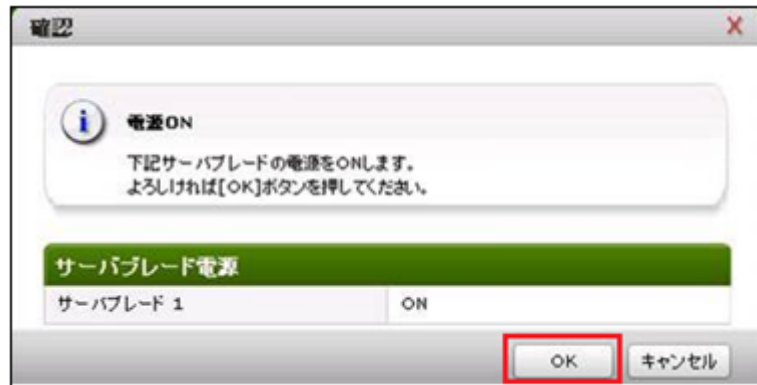 確認
電源ON
下記サーバブレードの電源をONします。
よろしければ[OK]ボタンを押してください。
サーバブレード電源
サーバブレード 1 ON
OK キャンセル